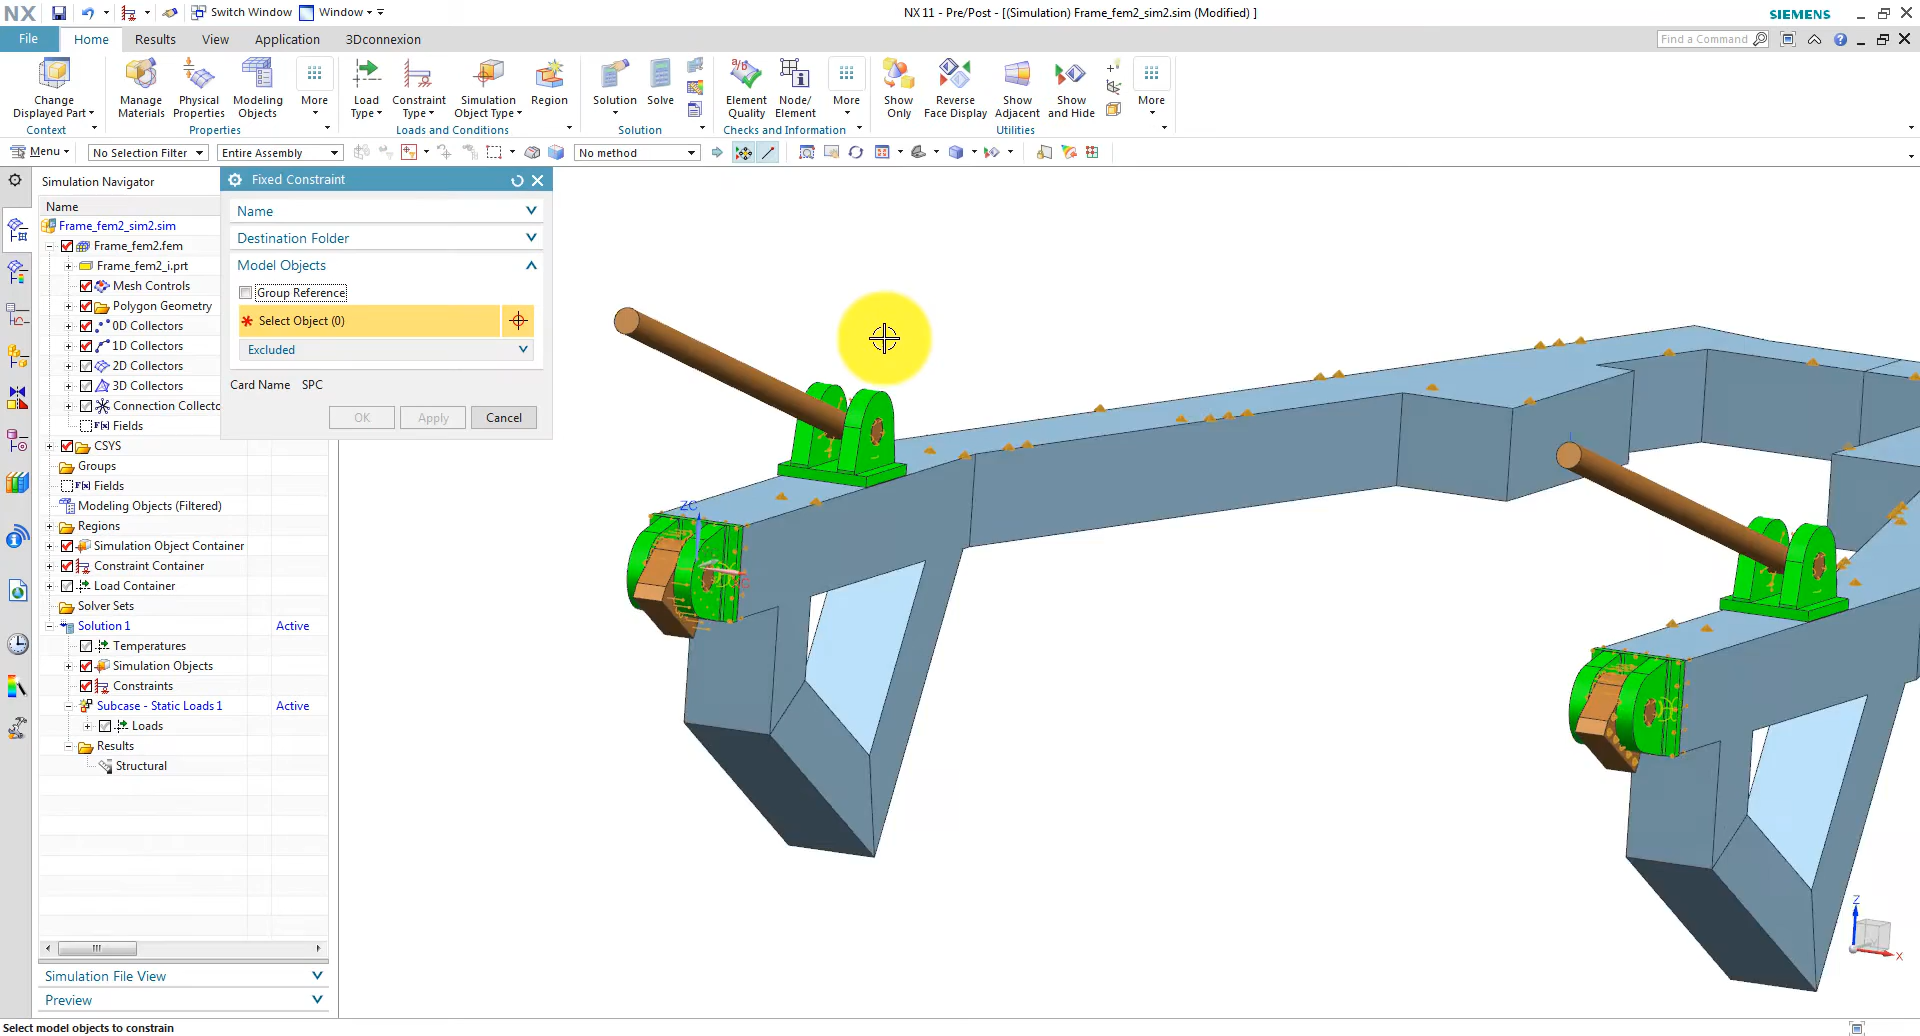 NX
Switch Window
Window
NX 11 - Pre/Post - [(Simulation) Frame_fem2_sim2.sim (Modified) ]
SIEMENS
File
Home
Results
View
Application
3Dconnexion
Find a Command
Change Displayed Part
Manage Materials
Physical Properties
Modeling Objects
More
Load Type
Constraint Type
Simulation Object Type
Region
Solution
Solve
Element Quality
Node/Element
More
Show Only
Reverse Face Display
Show Adjacent
Show and Hide
More
Context
Properties
Loads and Conditions
Solution
Checks and Information
Utilities
Menu
No Selection Filter
Entire Assembly
No method
Simulation Navigator
Name
Frame_fem2_sim2.sim
Frame_fem2.fem
Frame_fem2_i.prt
Mesh Controls
Polygon Geometry
0D Collectors
1D Collectors
2D Collectors
3D Collectors
Connection Collecto
Fields
CSYS
Groups
Fields
Modeling Objects (Filtered)
Regions
Simulation Object Container
Constraint Container
Load Container
Solver Sets
Solution 1 Active
Temperatures
Simulation Objects
Constraints
Subcase - Static Loads 1 Active
Loads
Results
Structural
Simulation File View
Preview
Select model objects to constrain
Fixed Constraint
Name
Destination Folder
Model Objects
Group Reference
Select Object (0)
Excluded
Card Name SPC
OK
Apply
Cancel
ZC
Z
X